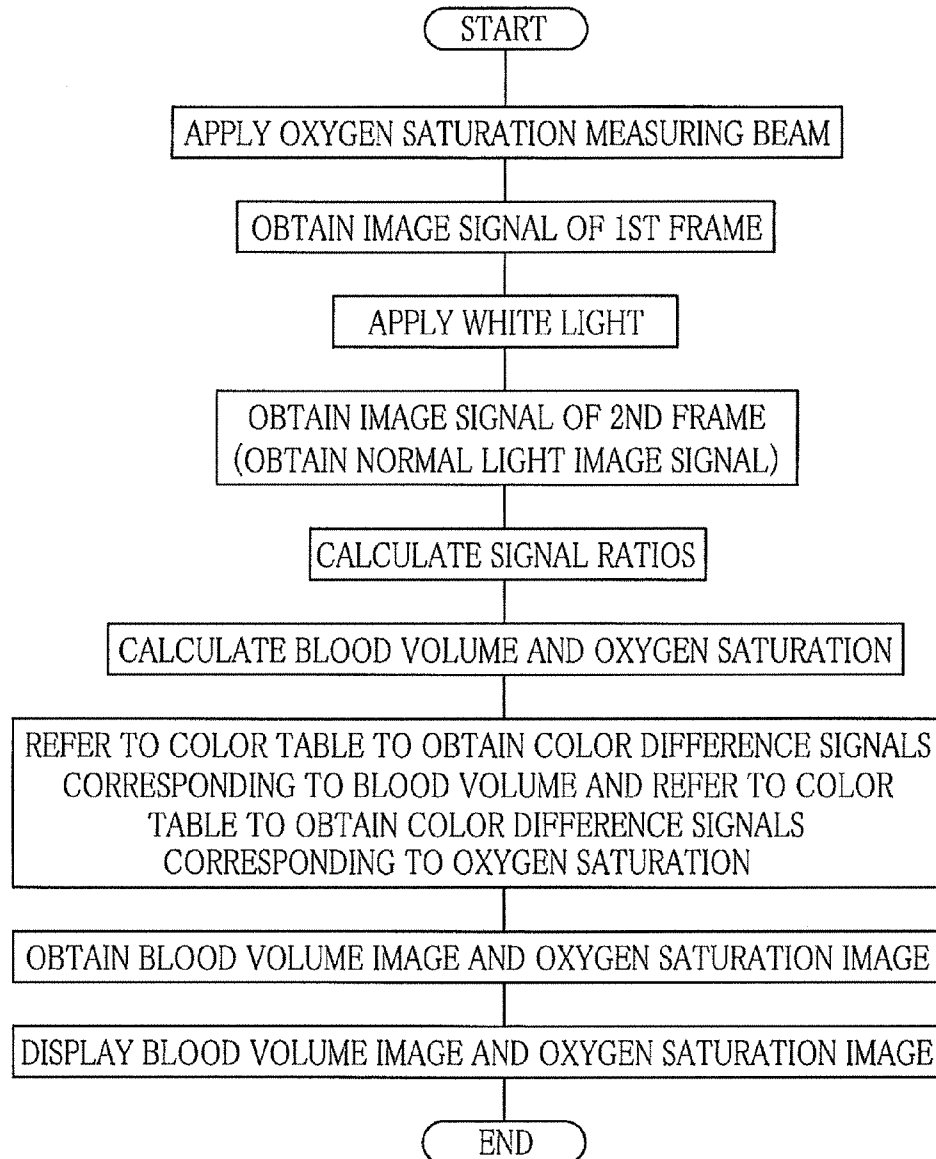 START
APPLY OXYGEN SATURATION MEASURING BEAM
OBTAIN IMAGE SIGNAL OF 1ST FRAME
APPLY WHITE LIGHT
OBTAIN IMAGE SIGNAL OF 2ND FRAME
(OBTAIN NORMAL LIGHT IMAGE SIGNAL)
CALCULATE SIGNAL RATIOS
CALCULATE BLOOD VOLUME AND OXYGEN SATURATION
REFER TO COLOR TABLE TO OBTAIN COLOR DIFFERENCE SIGNALS
CORRESPONDING TO BLOOD VOLUME AND REFER TO COLOR
TABLE TO OBTAIN COLOR DIFFERENCE SIGNALS
CORRESPONDING TO OXYGEN SATURATION
OBTAIN BLOOD VOLUME IMAGE AND OXYGEN SATURATION IMAGE
DISPLAY BLOOD VOLUME IMAGE AND OXYGEN SATURATION IMAGE
END